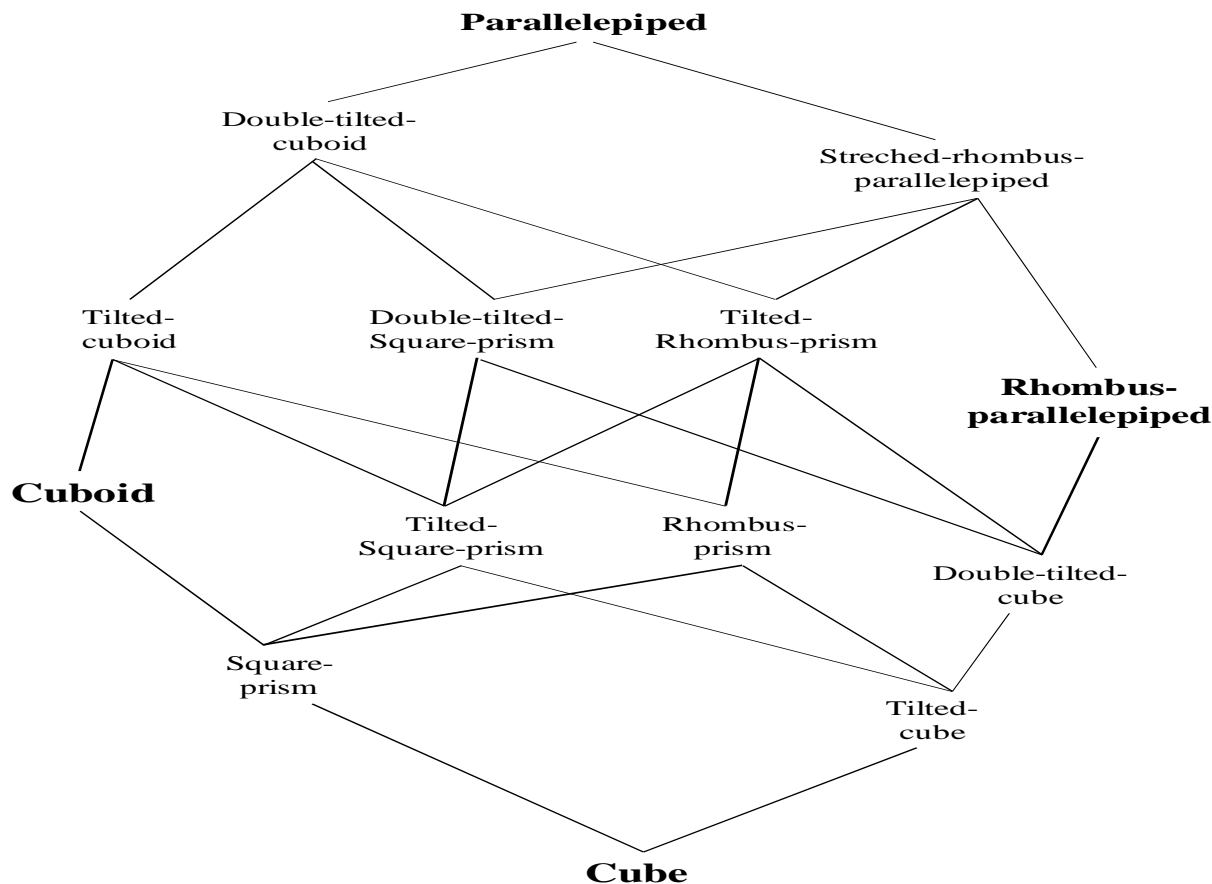 Parallelepiped
Double-tilted-
cuboid
Streched-rhombus-
parallelepiped
Tilted-
cuboid
Double-tilted-
Square-prism
Tilted-
Rhombus-prism
Rhombus-
parallelepiped
Cuboid
Tilted-
Square-prism
Rhombus-
prism
Double-tilted-
cube
Square-
prism
Tilted-
cube
Cube